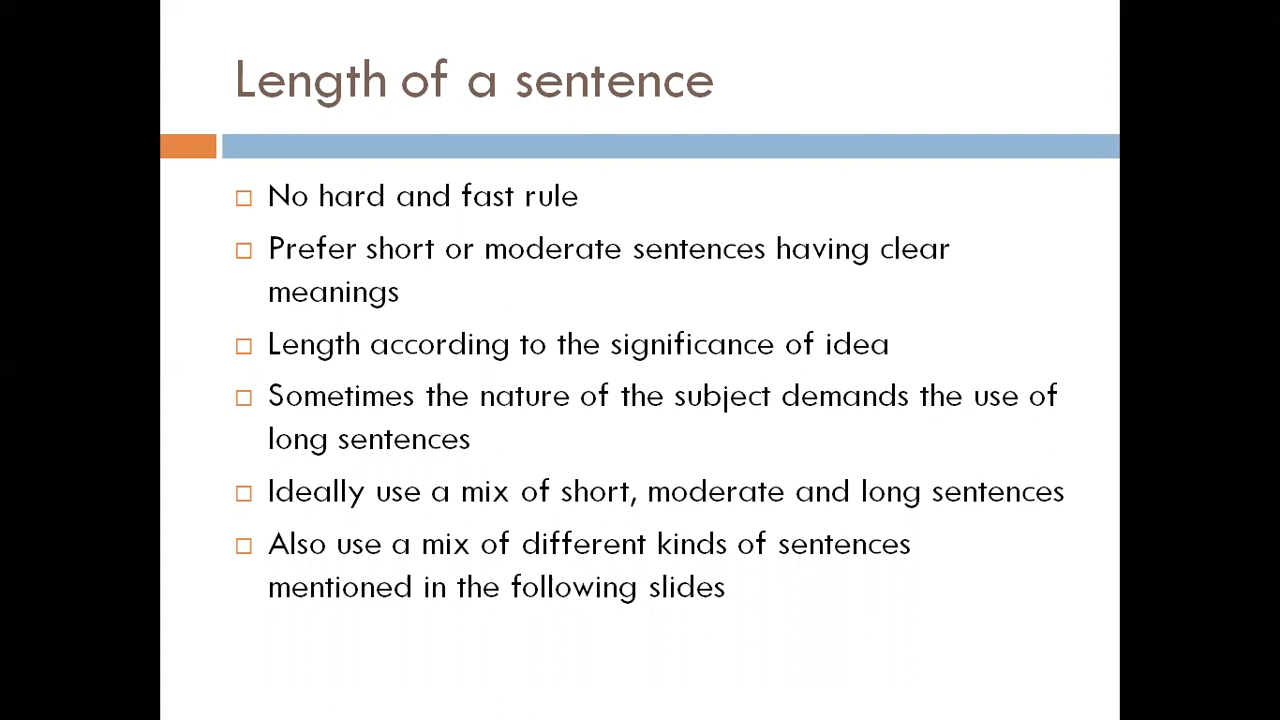 Length of a sentence
No hard and fast rule
Prefer short or moderate sentences having clear
meanings
Length according to the significance of idea
Sometimes the nature of the subject demands the use of
long sentences
Ideally use a mix of short, moderate and long sentences
Also use a mix of different kinds of sentences
mentioned in the following slides